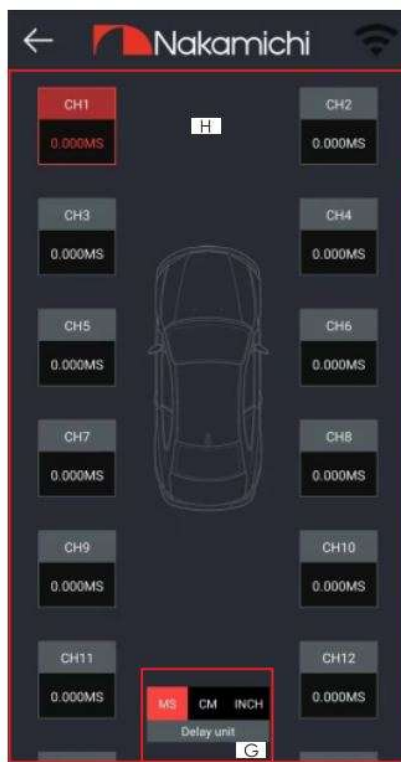 Nakamichi
H
CH1
CH2
0.000MS
0.000MS
CH3
CH4
0.000MS
0.000MS
CH5
CH6
0.000MS
0.000MS
CH7
CH8
0.000MS
0.000MS
CH9
CH10
0.000MS
0.000MS
CH11
CH12
0.000MS
0.000MS
MS CM INCH
Delay unit
G